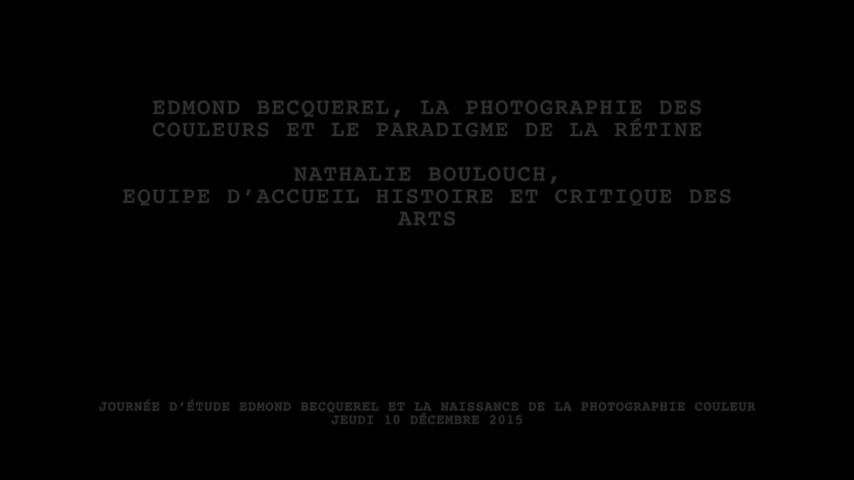 EDMOND BECQUEREL, LA PHOTOGRAPHIE DES
COULEURS ET LE PARADIGME DE LA RÉTINE
NATHALIE BOULOUCH,
EQUIPE D’ACCUEIL HISTOIRE ET CRITIQUE DES
ARTS
JOURNÉE D’ÉTUDE EDMOND BECQUEREL ET LA NAISSANCE DE LA PHOTOGRAPHIE COULEUR
JEUDI 10 DÉCEMBRE 2015